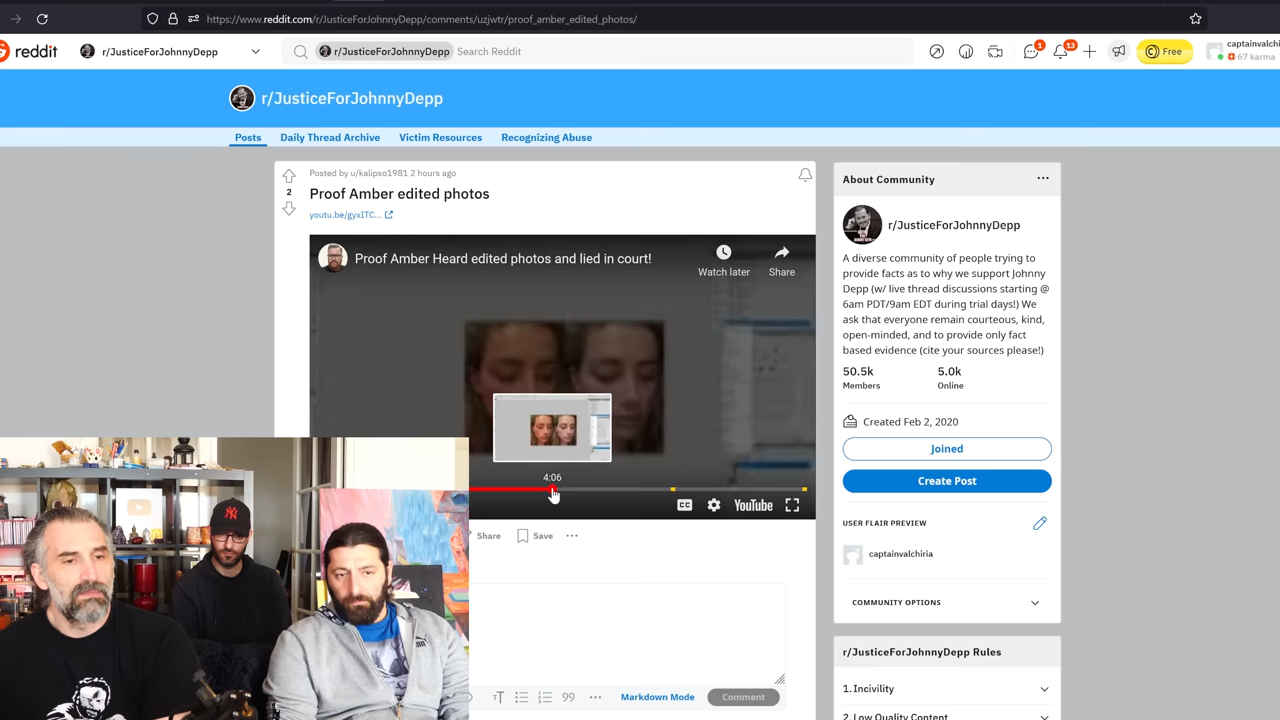 https://www.reddit.com/r/JusticeForJohnnyDepp/comments/uzjwtr/proof_amber_edited_photos/
reddit
r/JusticeForJohnnyDepp
r/JusticeForJohnnyDepp
Search Reddit
1
13
Free
captainvalchi
67 karma
r/JusticeForJohnnyDepp
Posts
Daily Thread Archive
Victim Resources
Recognizing Abuse
Posted by u/kalipso1981 2 hours ago
2
Proof Amber edited photos
youtu.be/gyxITC...
Proof Amber Heard edited photos and lied in court!
Watch later
Share
4:06
CC
YouTube
Share
Save
Markdown Mode
Comment
About Community
r/JusticeForJohnnyDepp
A diverse community of people trying to
provide facts as to why we support Johnny
Depp (w/ live thread discussions starting @
6am PDT/9am EDT during trial days!) We
ask that everyone remain courteous, kind,
open-minded, and to provide only fact
based evidence (cite your sources please!)
50.5k
5.0k
Members
Online
Created Feb 2, 2020
Joined
Create Post
USER FLAIR PREVIEW
captainvalchiria
COMMUNITY OPTIONS
r/JusticeForJohnnyDepp Rules
1. Incivility
2. Low Quality Content